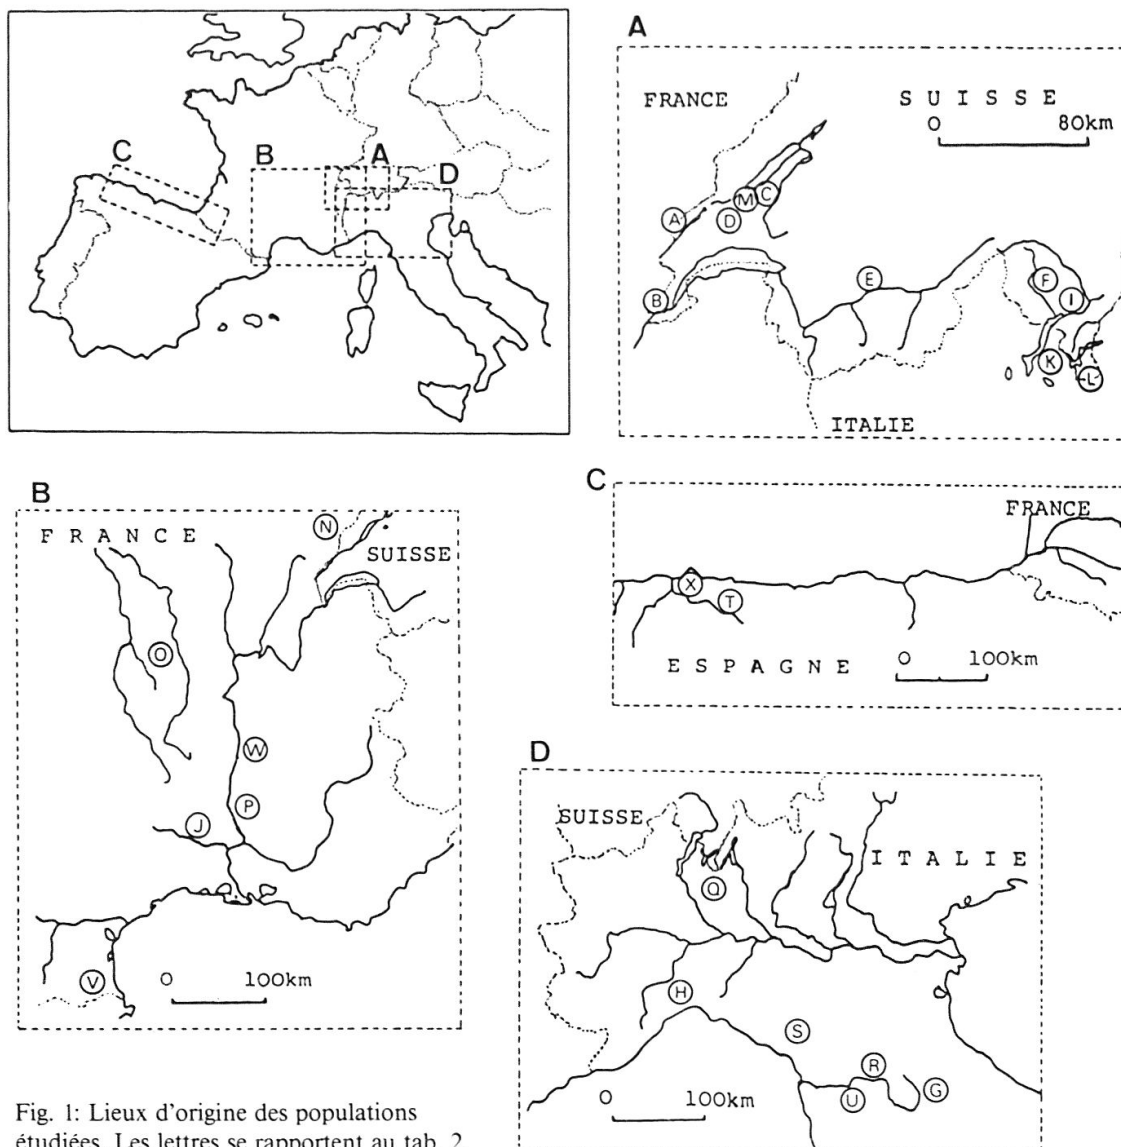 C
B
A
D
A
FRANCE
SUISSE
0 80km
M
C
A
D
B
E
F
I
K
L
ITALIE
B
FRANCE
N
SUISSE
O
W
P
J
V
0 100km
C
FRANCE
X
T
ESPAGNE
0 100km
D
SUISSE
ITALIE
Q
H
S
R
G
U
0 100km
Fig. 1: Lieux d'origine des populations
étudiées. Les lettres se rapportent au tab. 2